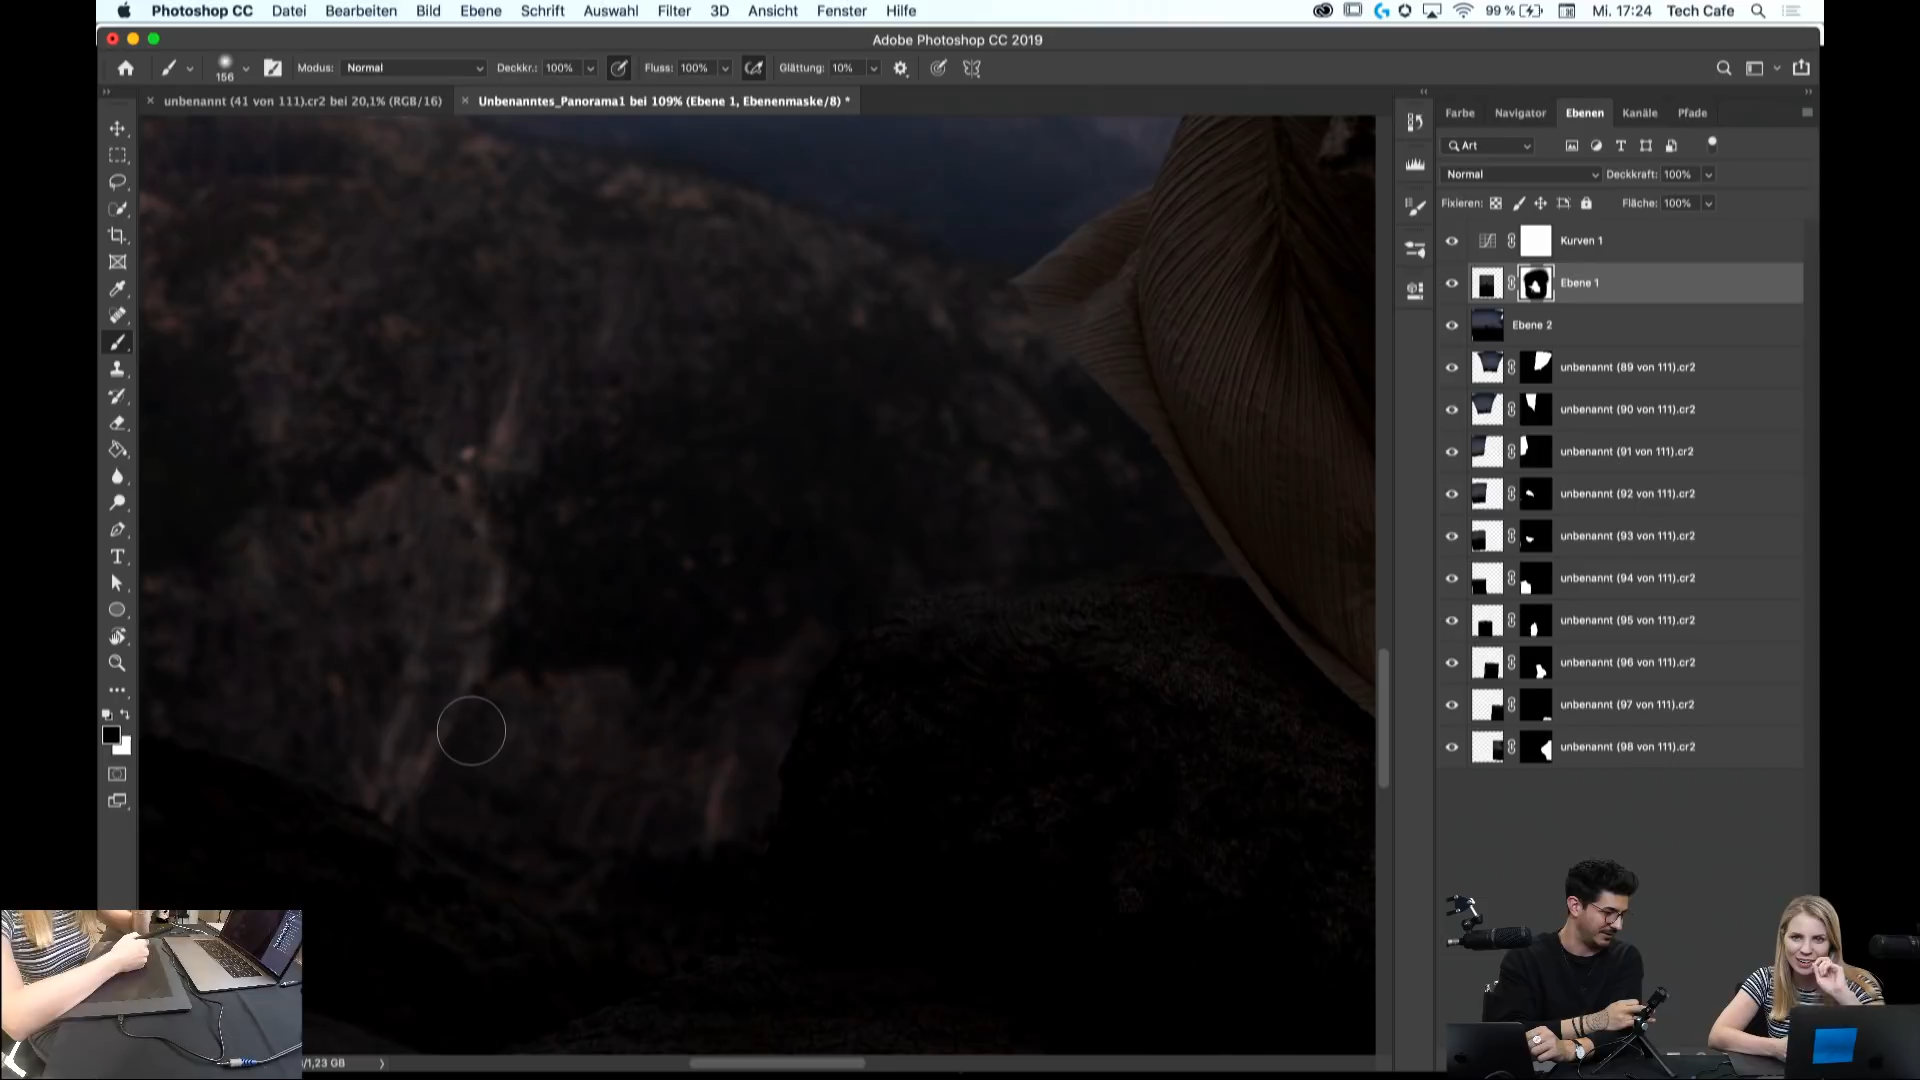 Photoshop CC Datei Bearbeiten Bild Ebene Schrift Auswahl Filter 3D Ansicht Fenster Hilfe 99 % Mi. 17:24 Tech Cafe
Adobe Photoshop CC 2019
156 Modus: Normal Deckkr.: 100% Fluss: 100% Glättung: 10%
unbenannt (41 von 111).cr2 bei 20,1% (RGB/16) Unbenanntes_Panorama1 bei 109% (Ebene 1, Ebenenmaske/8) *
Farbe Navigator Ebenen Kanäle Pfade
Art
Normal Deckkraft: 100%
Fixieren: Fläche: 100%
Kurven 1
Ebene 1
Ebene 2
unbenannt (89 von 111).cr2
unbenannt (90 von 111).cr2
unbenannt (91 von 111).cr2
unbenannt (92 von 111).cr2
unbenannt (93 von 111).cr2
unbenannt (94 von 111).cr2
unbenannt (95 von 111).cr2
unbenannt (96 von 111).cr2
unbenannt (97 von 111).cr2
unbenannt (98 von 111).cr2
/1,23 GB